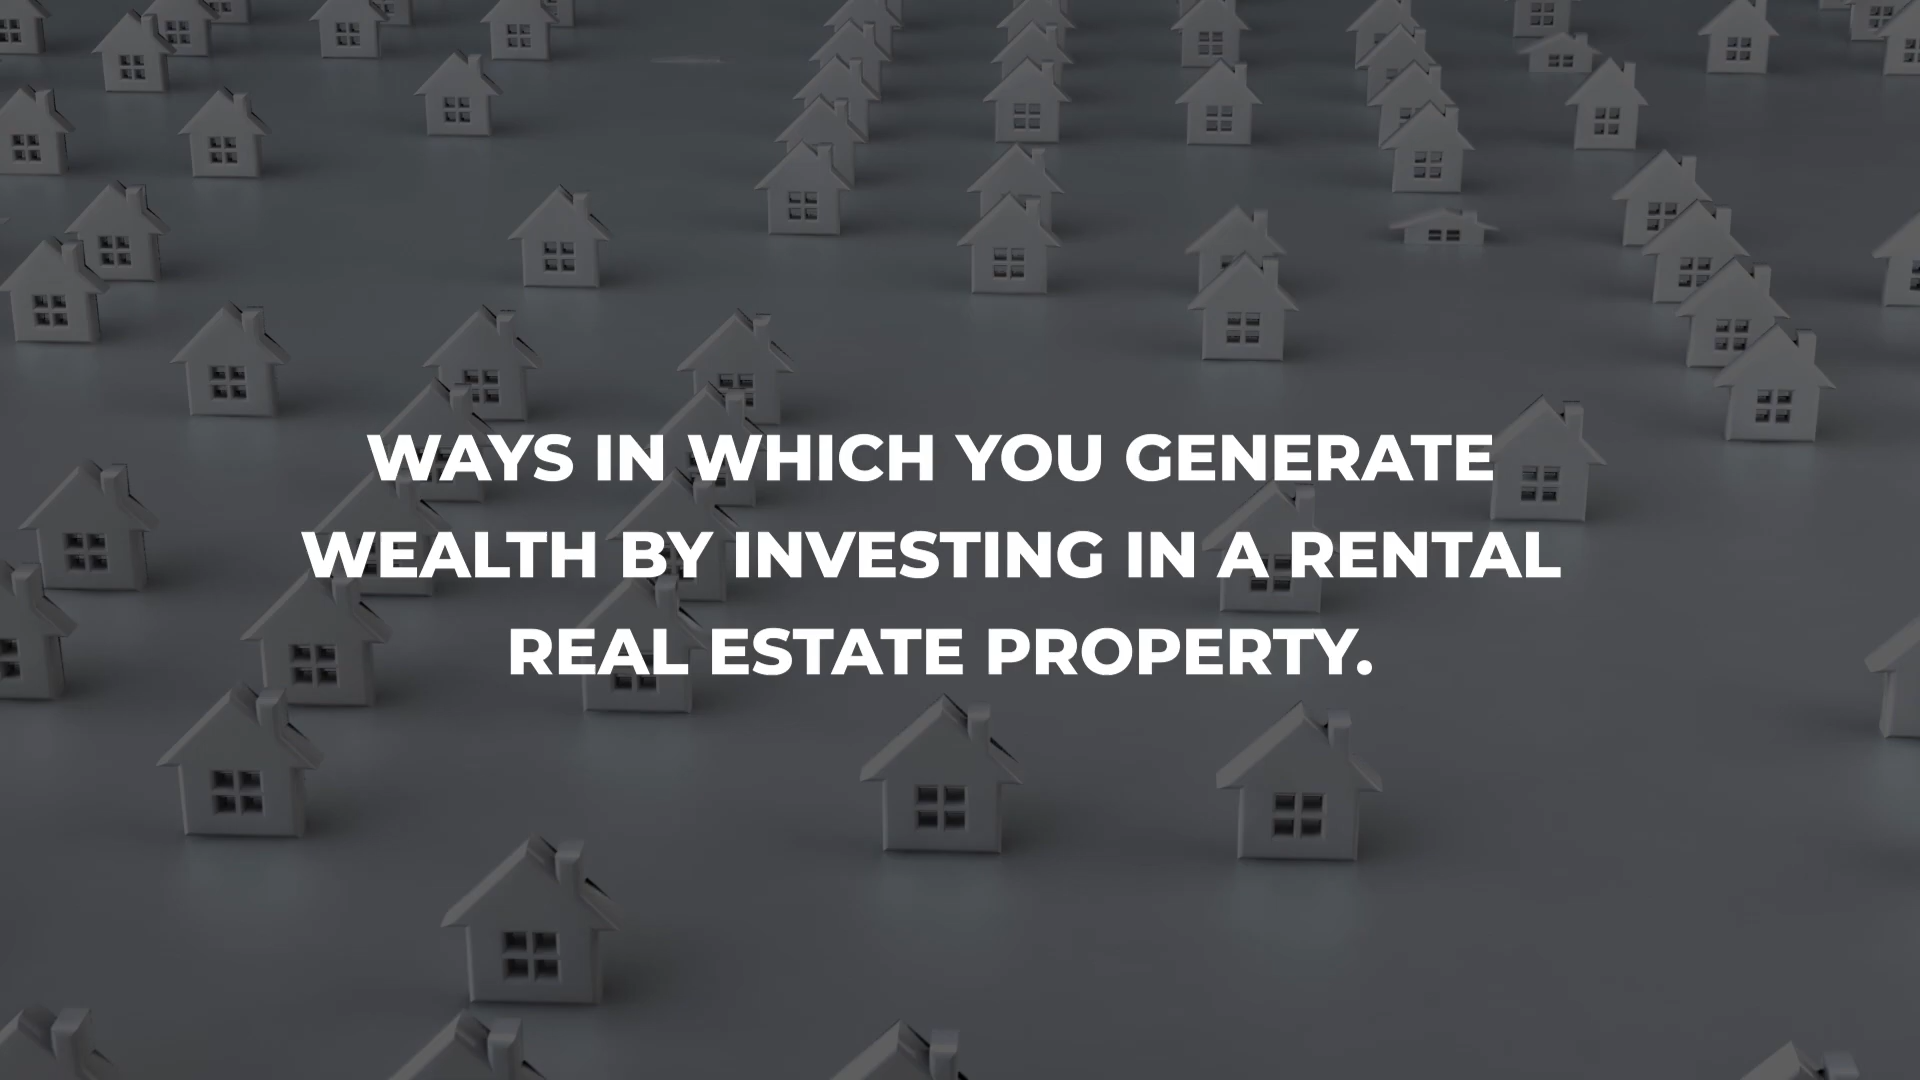 WAYS IN WHICH YOU GENERATE
WEALTH BY INVESTING IN A RENTAL
REAL ESTATE PROPERTY.